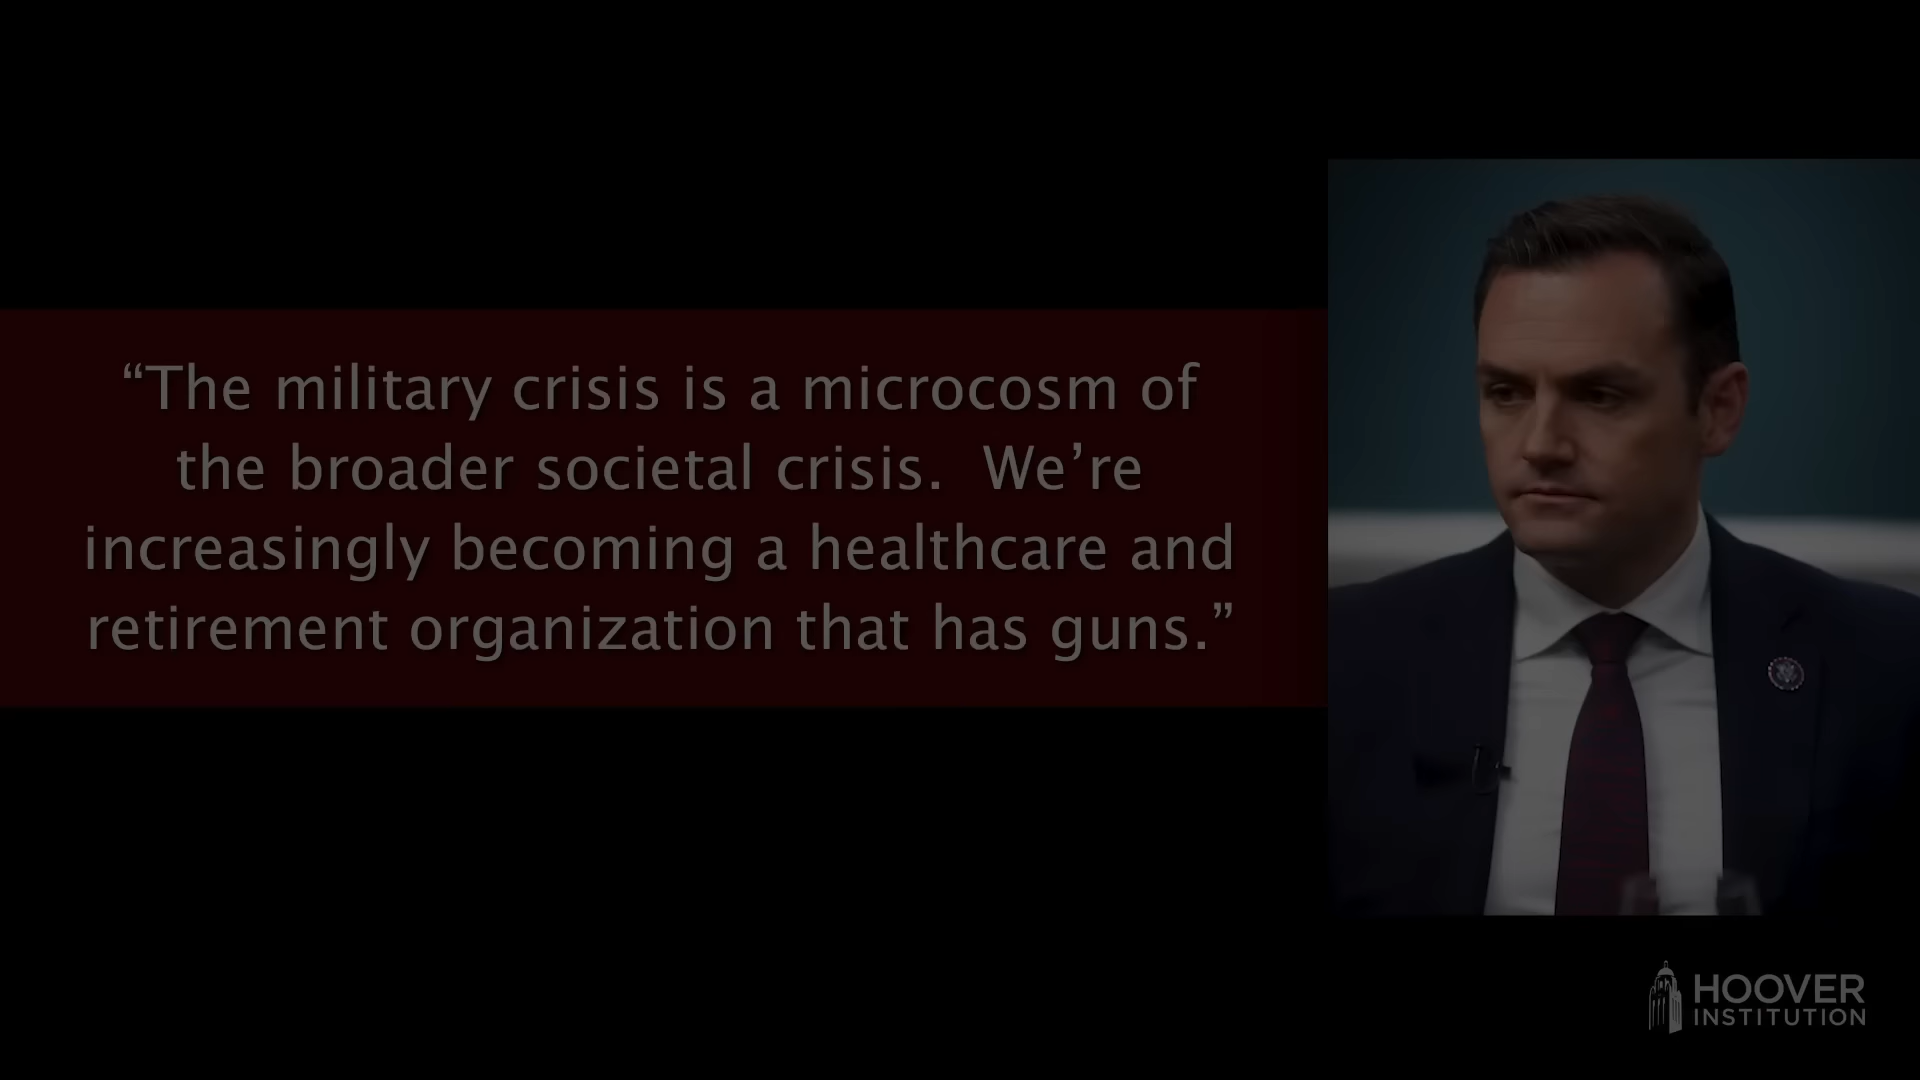 “The military crisis is a microcosm of
the broader societal crisis.  We’re
increasingly becoming a healthcare and
retirement organization that has guns.”
HOOVER
INSTITUTION